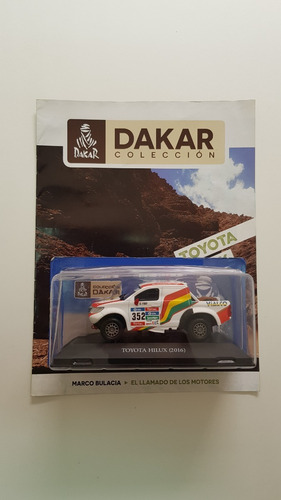 DAKAR
COLECCIÓN
DAKAR
TOYOTA
DAKAR
352
TOYOTA HILUX (2016)
MARCO BULACIA ▸ EL LLAMADO DE LOS MOTORES